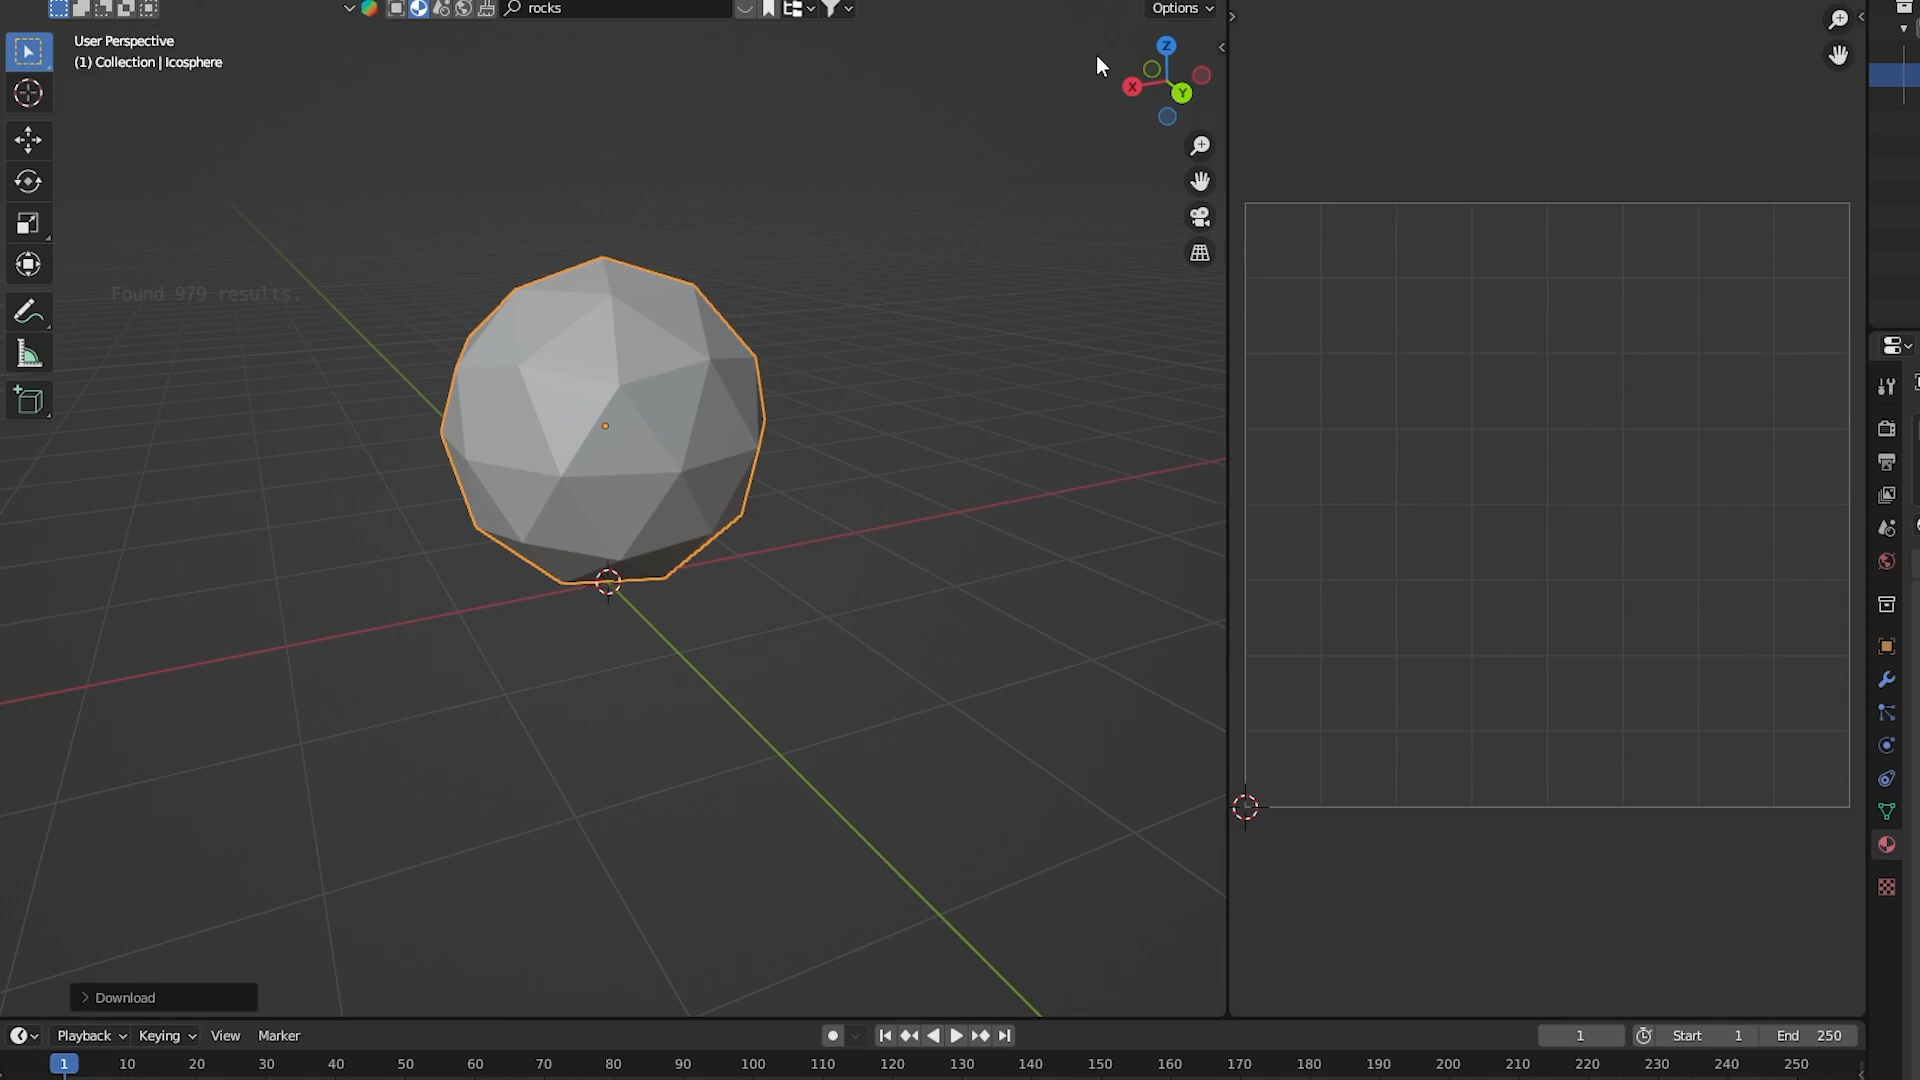 rocks
Options
User Perspective
(1) Collection | Icosphere
Z
X
Y
Found 979 results.
Download
Playback
Keying
View
Marker
1
Start 1
End 250
1 10 20 30 40 50 60 70 80 90 100 110 120 130 140 150 160 170 180 190 200 210 220 230 240 250